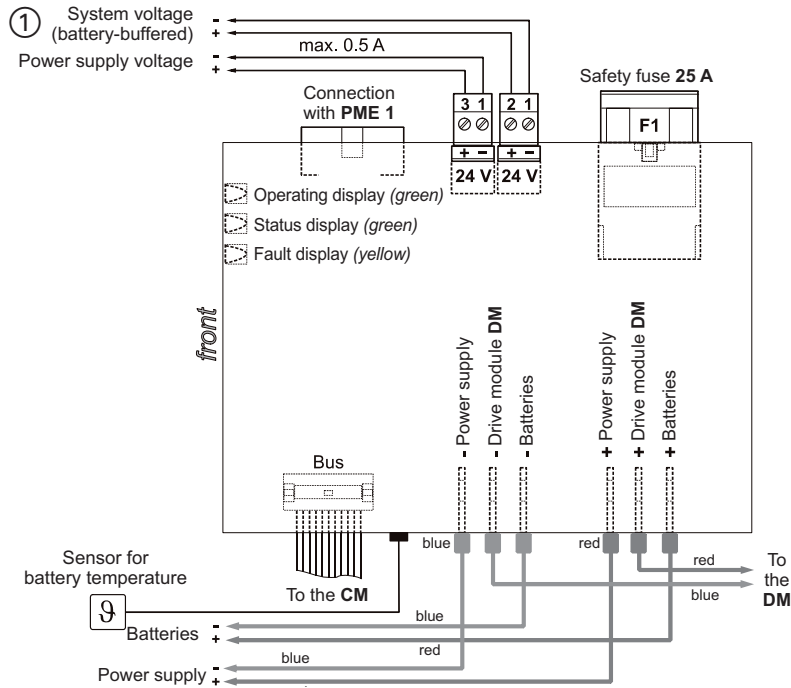 ① System voltage -
(battery-buffered) +
max. 0.5 A
Power supply voltage -
+
Connection
with PME 1
3 1 2 1
+ - + -
24 V 24 V
Safety fuse 25 A
F1
Operating display (green)
Status display (green)
Fault display (yellow)
front
- Power supply
- Drive module DM
- Batteries
+ Power supply
+ Drive module DM
+ Batteries
Bus
blue
red
Sensor for
battery temperature
ϑ
To the CM
red
blue
To
the
DM
blue
Batteries -
+
red
blue
Power supply -
+